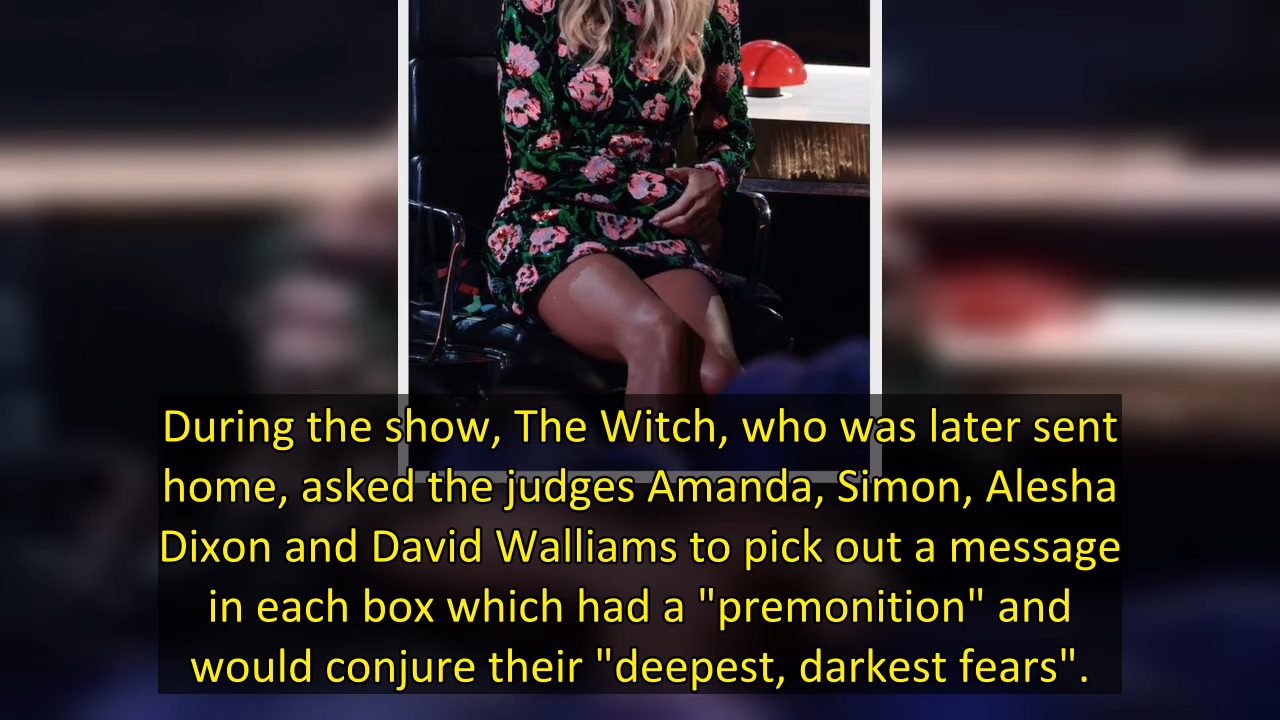 During the show, The Witch, who was later sent
home, asked the judges Amanda, Simon, Alesha
Dixon and David Walliams to pick out a message
in each box which had a "premonition" and
would conjure their "deepest, darkest fears".